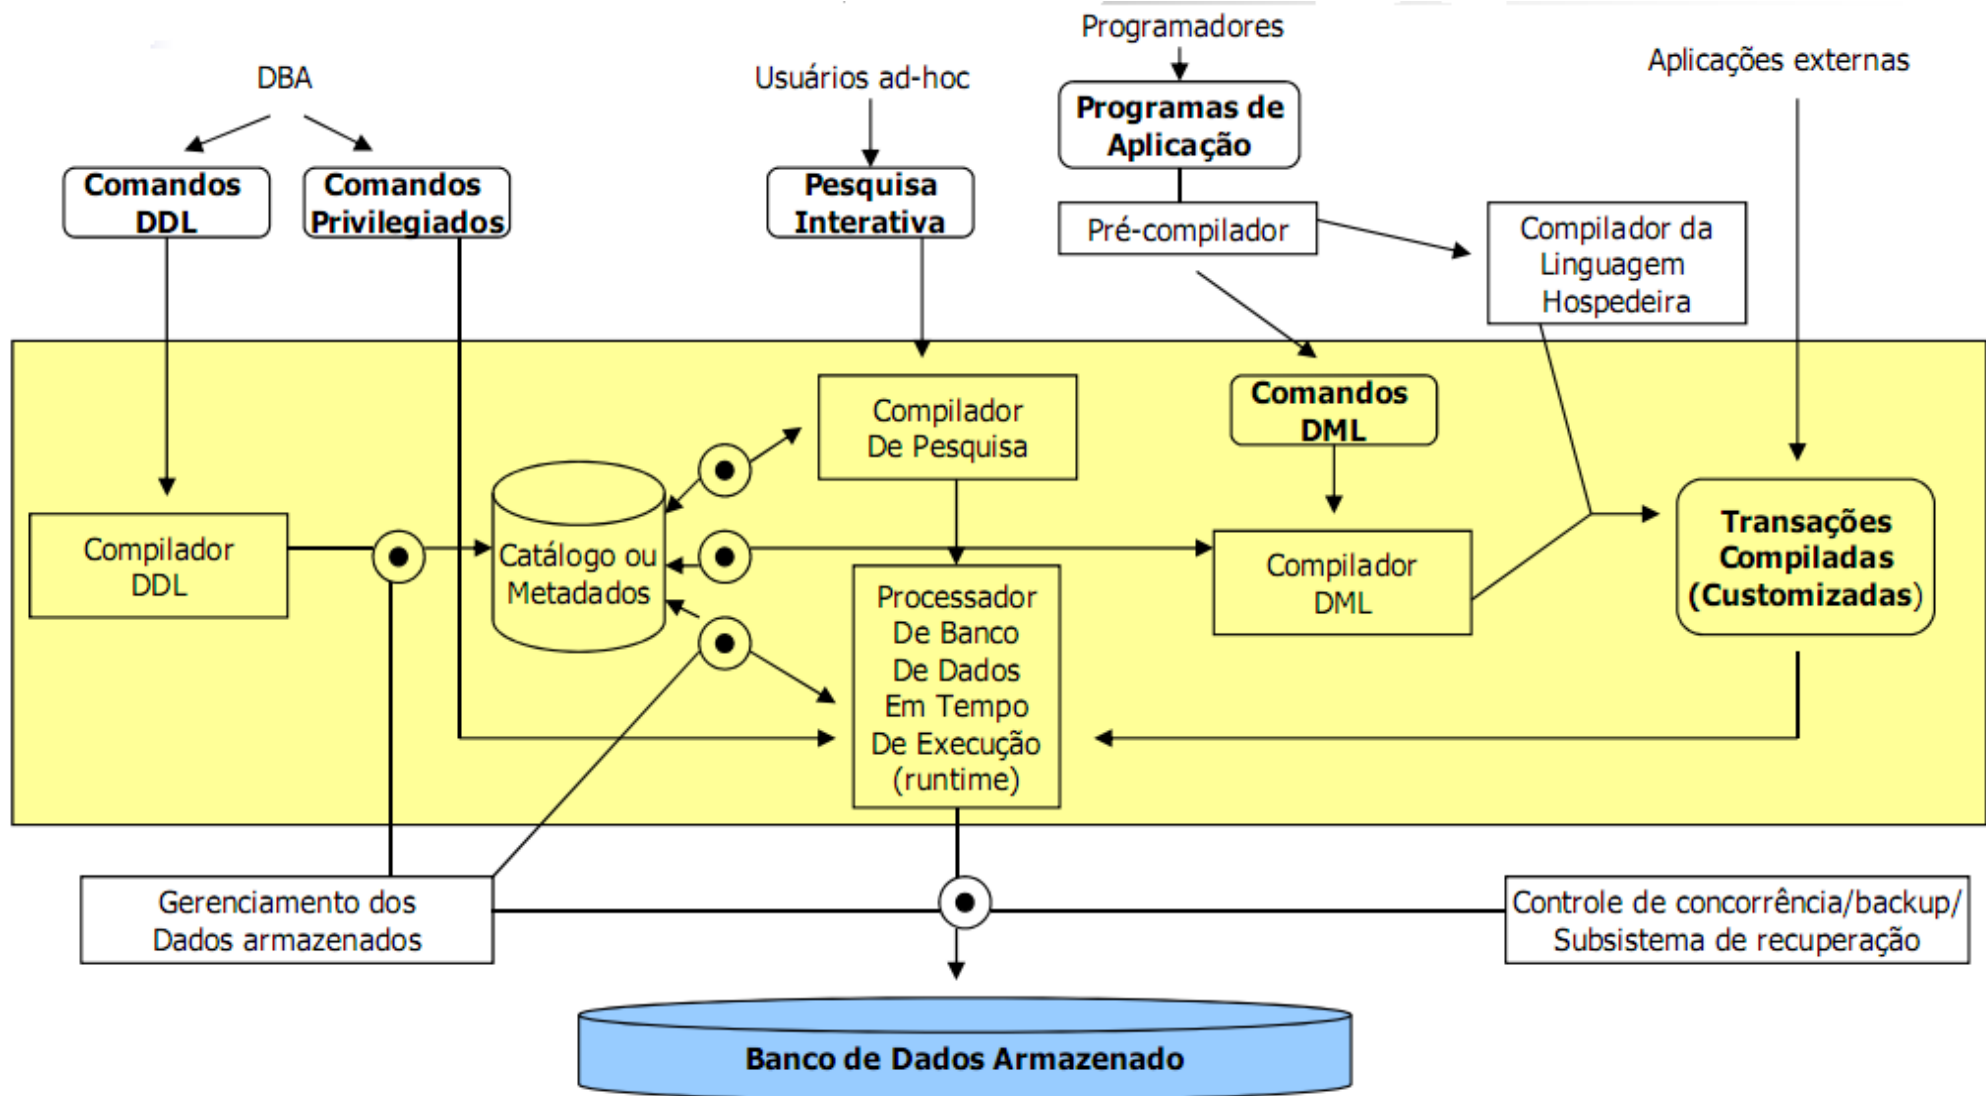 Programadores
DBA
Usuários ad-hoc
Aplicações externas
Programas de
Aplicação
Comandos
DDL
Comandos
Privilegiados
Pesquisa
Interativa
Pré-compilador
Compilador da
Linguagem
Hospedeira
Compilador
De Pesquisa
Comandos
DML
Compilador
DDL
Catálogo ou
Metadados
Processador
De Banco
De Dados
Em Tempo
De Execução
(runtime)
Compilador
DML
Transações
Compiladas
(Customizadas)
Gerenciamento dos
Dados armazenados
Controle de concorrência/backup/
Subsistema de recuperação
Banco de Dados Armazenado